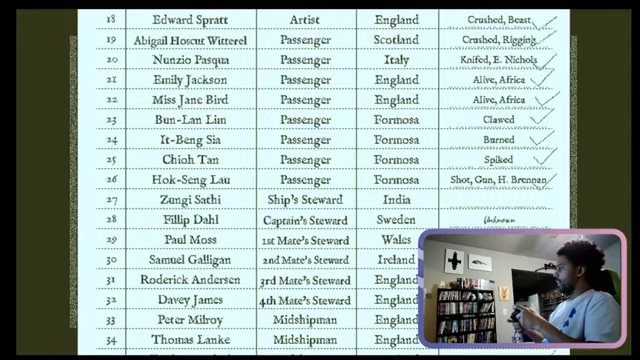 18 Edward Spratt Artist England Crushed, Beast
19 Abigail Hoscut Witterel Passenger Scotland Crushed, Rigging
20 Nunzio Pasqua Passenger Italy Knifed, E. Nichols
21 Emily Jackson Passenger England Alive, Africa
22 Miss Jane Bird Passenger England Alive, Africa
23 Bun-Lan Lim Passenger Formosa Clawed
24 It-Beng Sia Passenger Formosa Burned
25 Chioh Tan Passenger Formosa Spiked
26 Hok-Seng Lau Passenger Formosa Shot, Gun, H. Brennan
27 Zungi Sathi Ship's Steward India
28 Fillip Dahl Captain's Steward Sweden Unknown
29 Paul Moss 1st Mate's Steward Wales
30 Samuel Galligan 2nd Mate's Steward Ireland
31 Roderick Andersen 3rd Mate's Steward England
32 Davey James 4th Mate's Steward England
33 Peter Milroy Midshipman England
34 Thomas Lanke Midshipman England